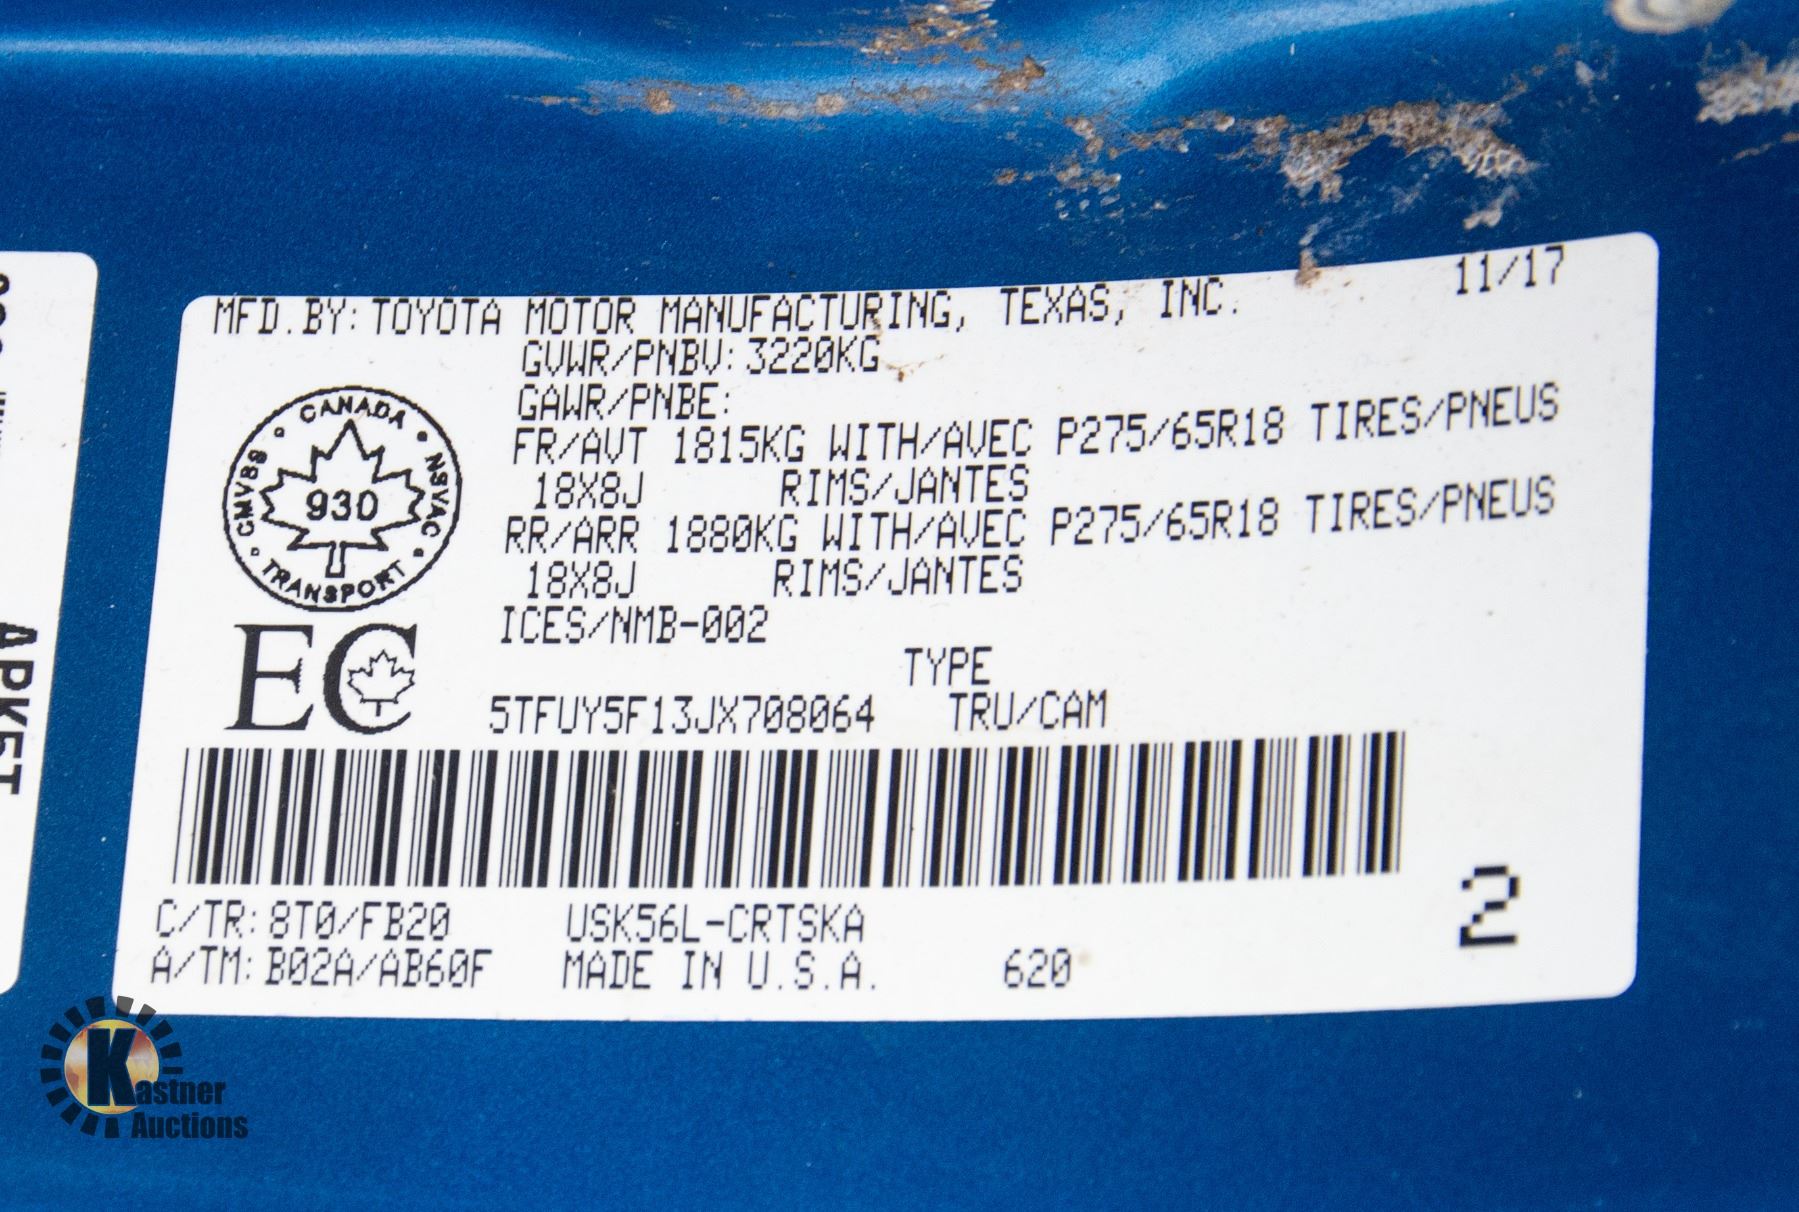 MFD.BY: TOYOTA MOTOR MANUFACTURING, TEXAS, INC. 11/17
GVWR/PNBV: 3220KG
GAWR/PNBE:
FR/AVT 1815KG WITH/AVEC P275/65R18 TIRES/PNEUS
18X8J RIMS/JANTES
RR/ARR 1880KG WITH/AVEC P275/65R18 TIRES/PNEUS
18X8J RIMS/JANTES
ICES/NMB-002
CANADA
NSVAC
TRANSPORT
CMVSS
930
EC
TYPE
5TFUY5F13JX708064 TRU/CAM
C/TR: 8T0/FB20 USK56L-CRTSKA
A/TM: B02A/AB60F MADE IN U.S.A. 620
2
APK5T
Kastner
Auctions